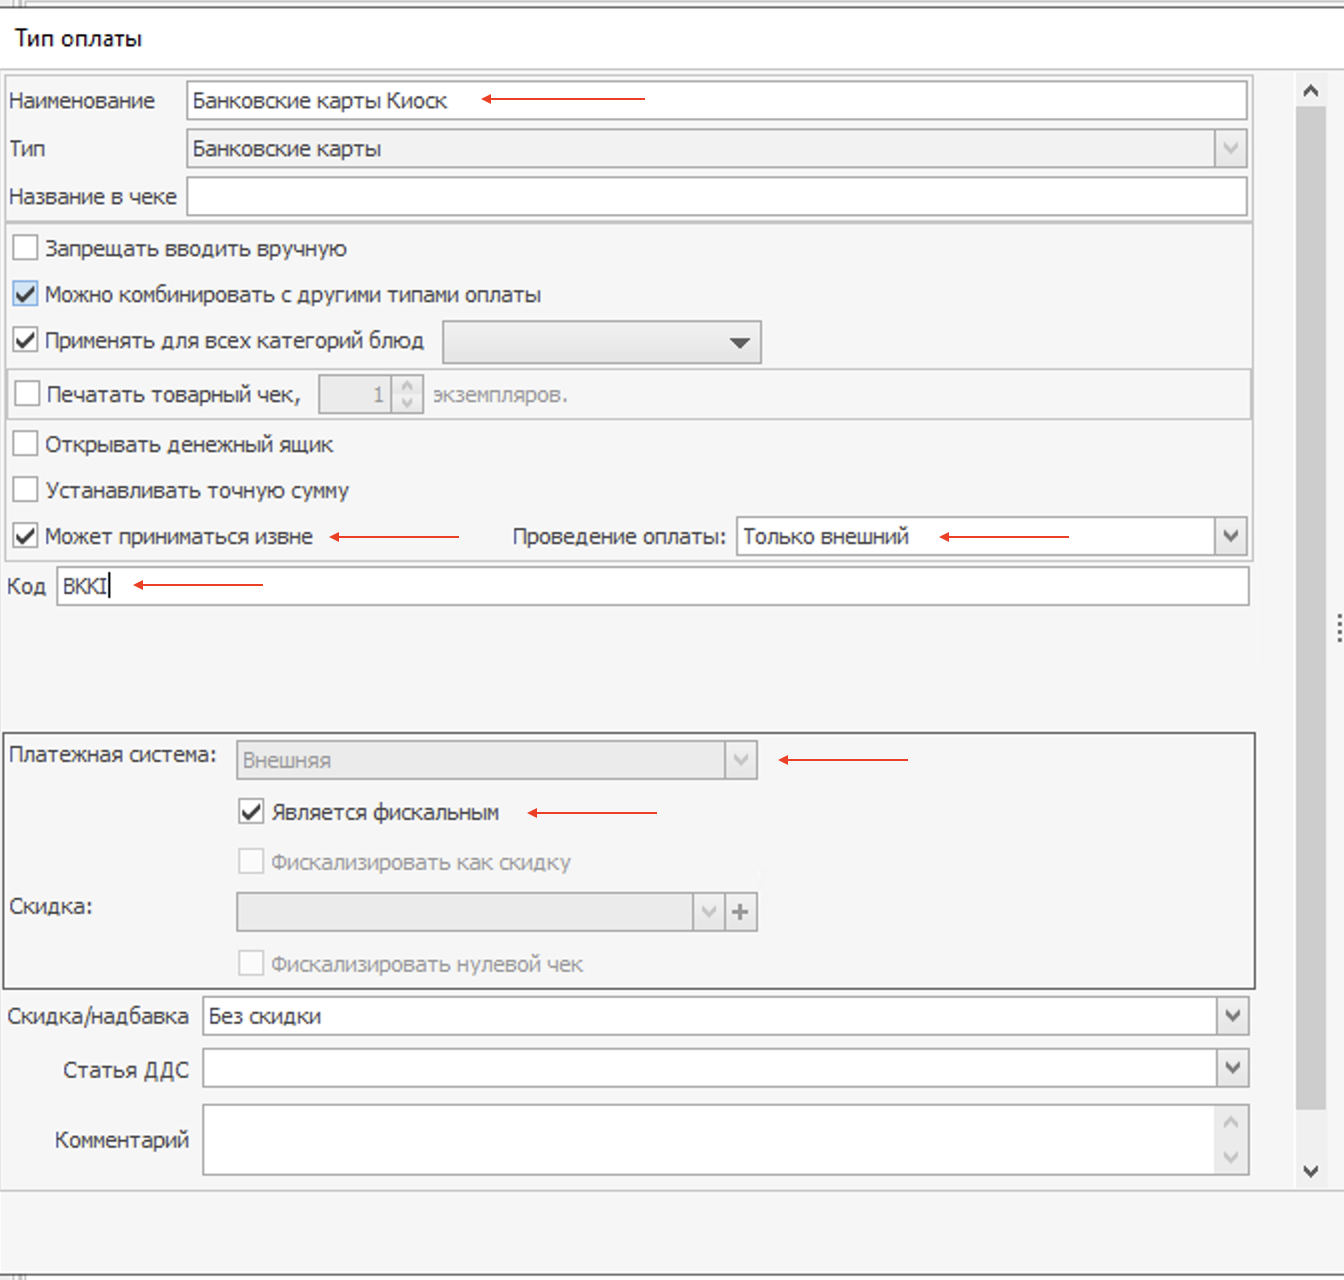 Тип оплаты
Наименование Банковские карты Киоск
Тип Банковские карты
Название в чеке
Запрещать вводить вручную
Можно комбинировать с другими типами оплаты
Применять для всех категорий блюд
Печатать товарный чек, 1 экземпляров.
Открывать денежный ящик
Устанавливать точную сумму
Может приниматься извне Проведение оплаты: Только внешний
Код BKKI
Платежная система: Внешняя
Является фискальным
Фискализировать как скидку
Скидка:
Фискализировать нулевой чек
Скидка/надбавка Без скидки
Статья ДДС
Комментарий